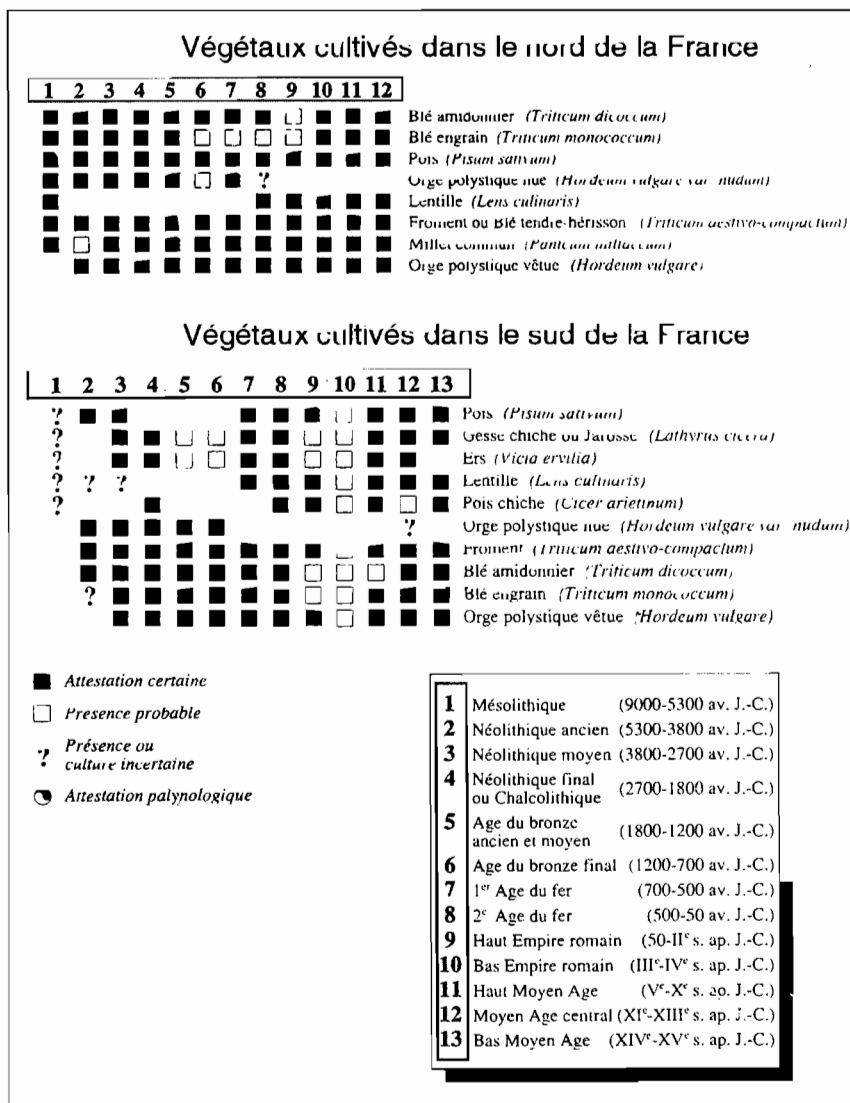 Végétaux cultivés dans le nord de la France
1 2 3 4 5 6 7 8 9 10 11 12
Blé amidonnier (Triticum dicoccum)
Blé engrain (Triticum monococcum)
Pois (Pisum sativum)
? Orge polystique nue (Hordeum vulgare var. nudum)
Lentille (Lens culinaris)
Froment ou Blé tendre-hérisson (Triticum aestivo-compactum)
Millet commun (Panicum miliaceum)
Orge polystique vêtue (Hordeum vulgare)
Végétaux cultivés dans le sud de la France
1 2 3 4 5 6 7 8 9 10 11 12 13
? Pois (Pisum sativum)
? Gesse chiche ou Jarosse (Lathyrus cicera)
? Ers (Vicia ervilia)
? ? ? Lentille (Lens culinaris)
? Pois chiche (Cicer arietinum)
? Orge polystique nue (Hordeum vulgare var. nudum)
Froment (Triticum aestivo-compactum)
Blé amidonnier (Triticum dicoccum)
? Blé engrain (Triticum monococcum)
Orge polystique vêtue (Hordeum vulgare)
Attestation certaine
Presence probable
? Présence ou
culture incertaine
Attestation palynologique
1 Mésolithique (9000-5300 av. J.-C.)
2 Néolithique ancien (5300-3800 av. J.-C.)
3 Néolithique moyen (3800-2700 av. J.-C.)
4 Néolithique final
ou Chalcolithique (2700-1800 av. J.-C.)
5 Age du bronze
ancien et moyen (1800-1200 av. J.-C.)
6 Age du bronze final (1200-700 av. J.-C.)
7 1er Age du fer (700-500 av. J.-C.)
8 2e Age du fer (500-50 av. J.-C.)
9 Haut Empire romain (50-IIe s. ap. J.-C.)
10 Bas Empire romain (IIIe-IVe s. ap. J.-C.)
11 Haut Moyen Age (Ve-Xe s. ap. J.-C.)
12 Moyen Age central (XIe-XIIIe s. ap. J.-C.)
13 Bas Moyen Age (XIVe-XVe s. ap. J.-C.)